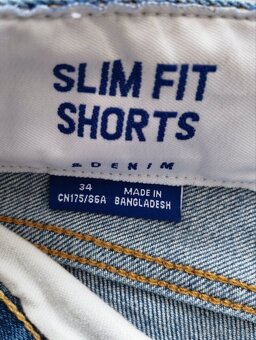 SLIM FIT
SHORTS
& DENIM
34
CN175/86A
MADE IN
BANGLADESH